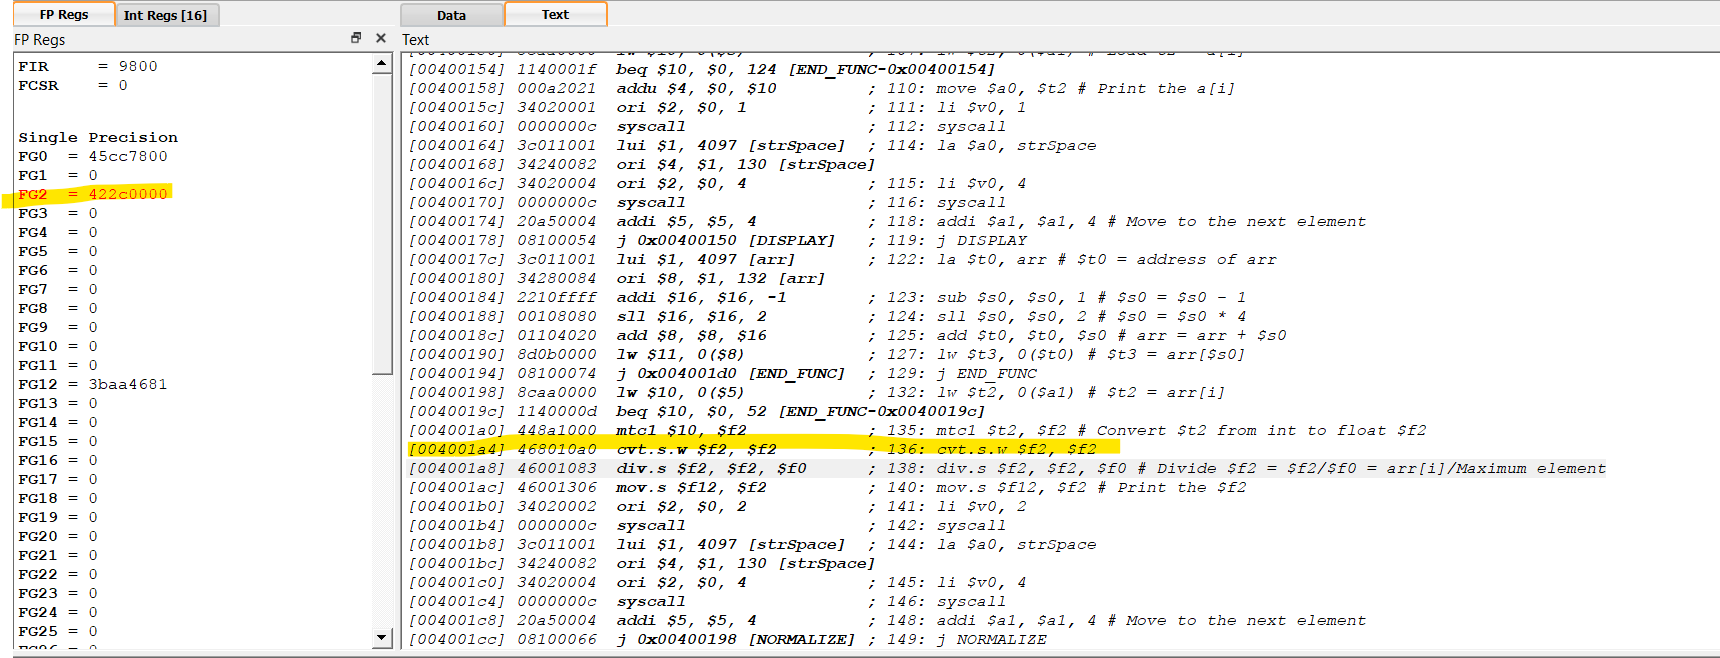 FP Regs
Int Regs [16]
Data
Text
FP Regs
Text
FIR = 9800
FCSR = 0
Single Precision
FG0 = 45cc7800
FG1 = 0
FG2 = 422c0000
FG3 = 0
FG4 = 0
FG5 = 0
FG6 = 0
FG7 = 0
FG8 = 0
FG9 = 0
FG10 = 0
FG11 = 0
FG12 = 3baa4681
FG13 = 0
FG14 = 0
FG15 = 0
FG16 = 0
FG17 = 0
FG18 = 0
FG19 = 0
FG20 = 0
FG21 = 0
FG22 = 0
FG23 = 0
FG24 = 0
FG25 = 0
[00400154] 1140001f beq $10, $0, 124 [END_FUNC-0x00400154]
[00400158] 000a2021 addu $4, $0, $10 ; 110: move $a0, $t2 # Print the a[i]
[0040015c] 34020001 ori $2, $0, 1 ; 111: li $v0, 1
[00400160] 0000000c syscall ; 112: syscall
[00400164] 3c011001 lui $1, 4097 [strSpace] ; 114: la $a0, strSpace
[00400168] 34240082 ori $4, $1, 130 [strSpace]
[0040016c] 34020004 ori $2, $0, 4 ; 115: li $v0, 4
[00400170] 0000000c syscall ; 116: syscall
[00400174] 20a50004 addi $5, $5, 4 ; 118: addi $a1, $a1, 4 # Move to the next element
[00400178] 08100054 j 0x00400150 [DISPLAY] ; 119: j DISPLAY
[0040017c] 3c011001 lui $1, 4097 [arr] ; 122: la $t0, arr # $t0 = address of arr
[00400180] 34280084 ori $8, $1, 132 [arr]
[00400184] 2210ffff addi $16, $16, -1 ; 123: sub $s0, $s0, 1 # $s0 = $s0 - 1
[00400188] 00108080 sll $16, $16, 2 ; 124: sll $s0, $s0, 2 # $s0 = $s0 * 4
[0040018c] 01104020 add $8, $8, $16 ; 125: add $t0, $t0, $s0 # arr = arr + $s0
[00400190] 8d0b0000 lw $11, 0($8) ; 127: lw $t3, 0($t0) # $t3 = arr[$s0]
[00400194] 08100074 j 0x004001d0 [END_FUNC] ; 129: j END_FUNC
[00400198] 8caa0000 lw $10, 0($5) ; 132: lw $t2, 0($a1) # $t2 = arr[i]
[0040019c] 1140000d beq $10, $0, 52 [END_FUNC-0x0040019c]
[004001a0] 448a1000 mtc1 $10, $f2 ; 135: mtc1 $t2, $f2 # Convert $t2 from int to float $f2
[004001a4] 468010a0 cvt.s.w $f2, $f2 ; 136: cvt.s.w $f2, $f2
[004001a8] 46001083 div.s $f2, $f2, $f0 ; 138: div.s $f2, $f2, $f0 # Divide $f2 = $f2/$f0 = arr[i]/Maximum element
[004001ac] 46001306 mov.s $f12, $f2 ; 140: mov.s $f12, $f2 # Print the $f2
[004001b0] 34020002 ori $2, $0, 2 ; 141: li $v0, 2
[004001b4] 0000000c syscall ; 142: syscall
[004001b8] 3c011001 lui $1, 4097 [strSpace] ; 144: la $a0, strSpace
[004001bc] 34240082 ori $4, $1, 130 [strSpace]
[004001c0] 34020004 ori $2, $0, 4 ; 145: li $v0, 4
[004001c4] 0000000c syscall ; 146: syscall
[004001c8] 20a50004 addi $5, $5, 4 ; 148: addi $a1, $a1, 4 # Move to the next element
[004001cc] 08100066 j 0x00400198 [NORMALIZE] ; 149: j NORMALIZE